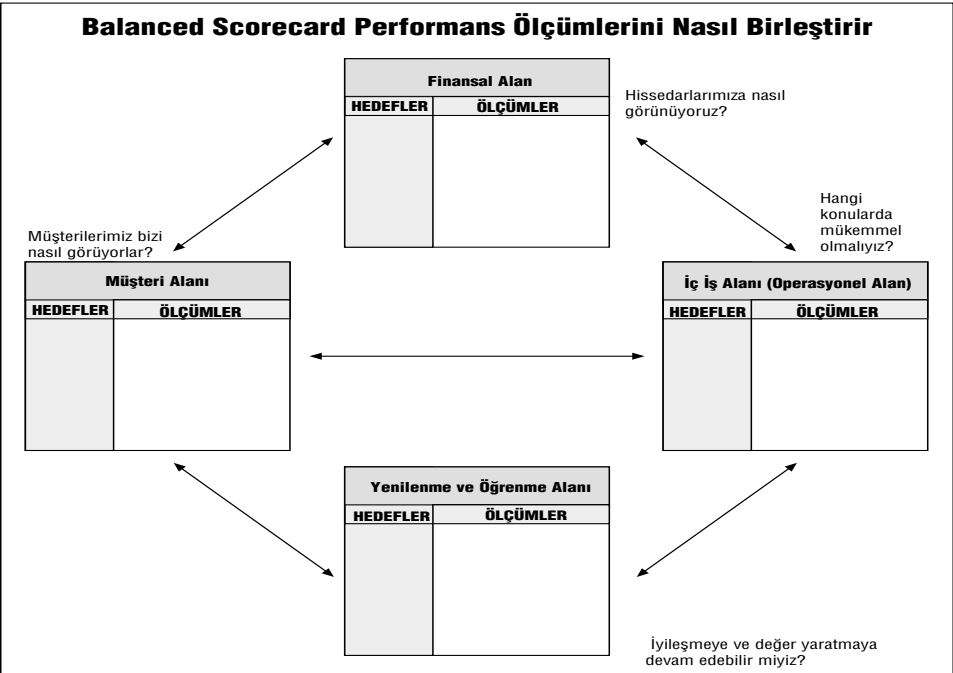 Balanced Scorecard Performans Ölçümlerini Nasıl Birleştirir
Finansal Alan
HEDEFLER ÖLÇÜMLER
Hissedarlarımıza nasıl
görünüyoruz?
Müşterilerimiz bizi
nasıl görüyorlar?
Müşteri Alanı
HEDEFLER ÖLÇÜMLER
Hangi
konularda
mükemmel
olmalıyız?
İç İş Alanı (Operasyonel Alan)
HEDEFLER ÖLÇÜMLER
Yenilenme ve Öğrenme Alanı
HEDEFLER ÖLÇÜMLER
İyileşmeye ve değer yaratmaya
devam edebilir miyiz?